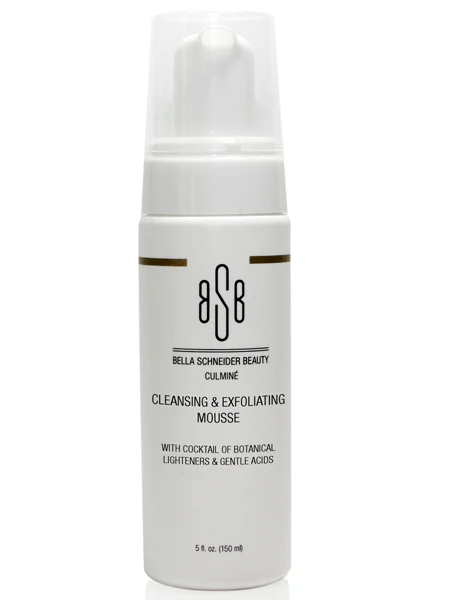 BSB
BELLA SCHNEIDER BEAUTY
CULMINÉ
CLEANSING & EXFOLIATING
MOUSSE
WITH COCKTAIL OF BOTANICAL
LIGHTENERS & GENTLE ACIDS
5 fl. oz. (150 ml)